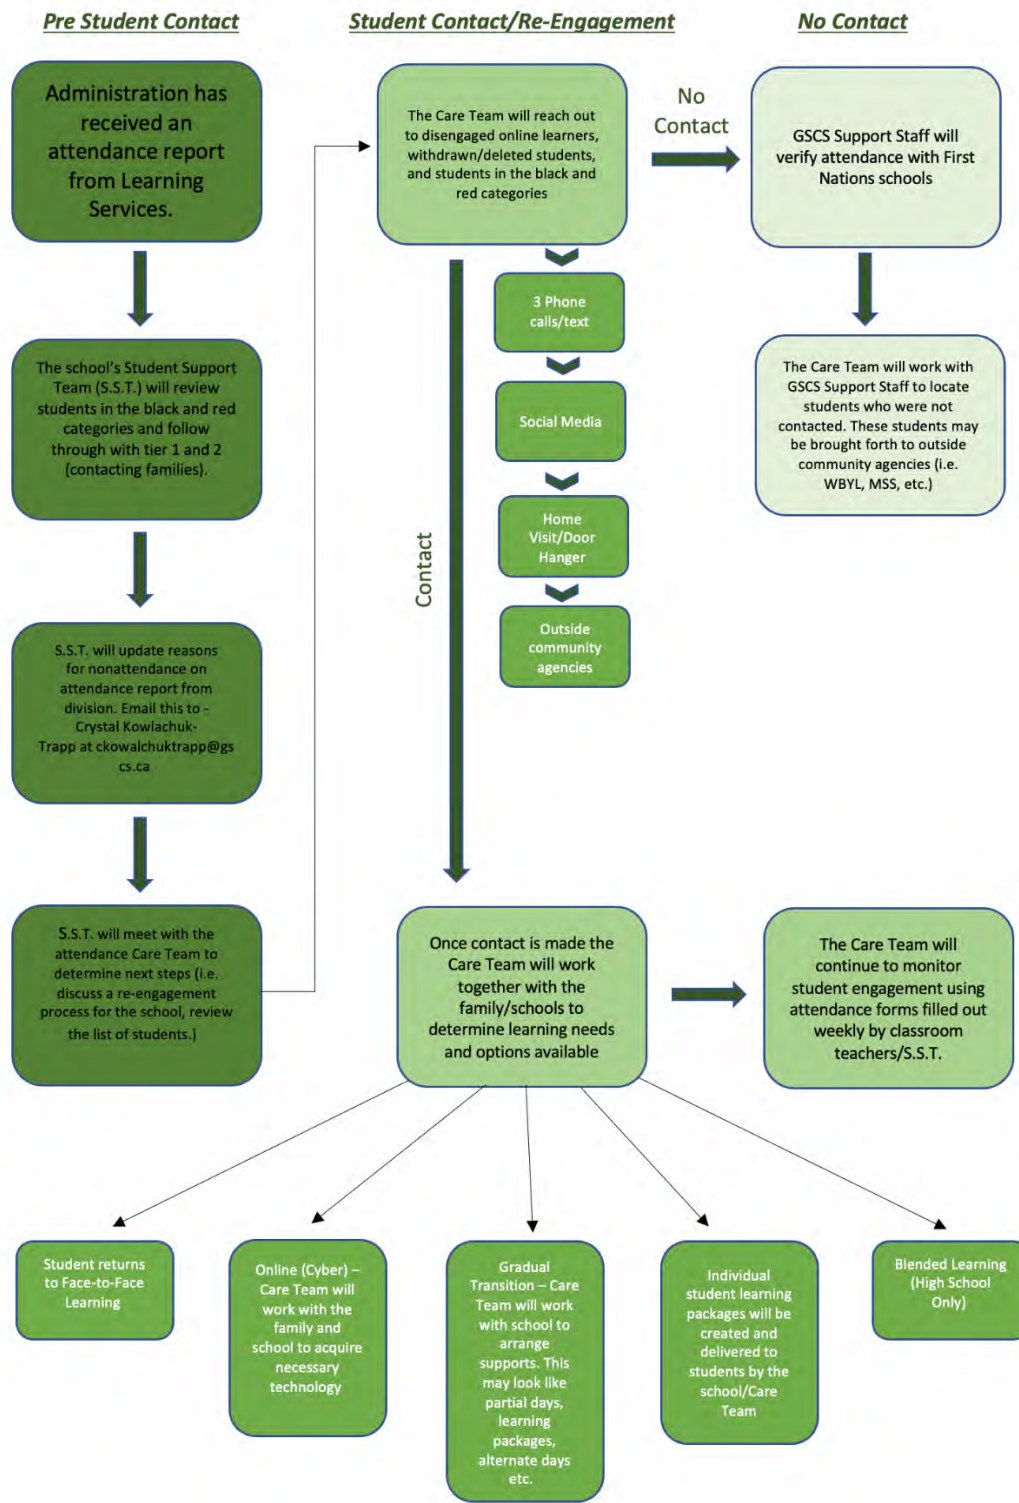 Pre Student Contact
Student Contact/Re-Engagement
No Contact
Administration has
received an
attendance report
from Learning
Services.
The school's Student Support
Team (S.S.T.) will review
students in the black and red
categories and follow
through with tier 1 and 2
(contacting families).
S.S.T. will update reasons
for nonattendance on
attendance report from
division. Email this to -
Crystal Kowlachuk-
Trapp at ckowalchuktrapp@gs
cs.ca
S.S.T. will meet with the
attendance Care Team to
determine next steps (i.e.
discuss a re-engagement
process for the school, review
the list of students.)
The Care Team will reach out
to disengaged online learners,
withdrawn/deleted students,
and students in the black and
red categories
No
Contact
3 Phone
calls/text
Social Media
Home
Visit/Door
Hanger
Outside
community
agencies
Contact
GSCS Support Staff will
verify attendance with First
Nations schools
The Care Team will work with
GSCS Support Staff to locate
students who were not
contacted. These students may
be brought forth to outside
community agencies (i.e.
WBYL, MSS, etc.)
Once contact is made the
Care Team will work
together with the
family/schools to
determine learning needs
and options available
The Care Team will
continue to monitor
student engagement using
attendance forms filled out
weekly by classroom
teachers/S.S.T.
Student returns
to Face-to-Face
Learning
Online (Cyber) –
Care Team will
work with the
family and
school to acquire
necessary
technology
Gradual
Transition – Care
Team will work
with school to
arrange
supports. This
may look like
partial days,
learning
packages,
alternate days
etc.
Individual
student learning
packages will be
created and
delivered to
students by the
school/Care
Team
Blended Learning
(High School
Only)